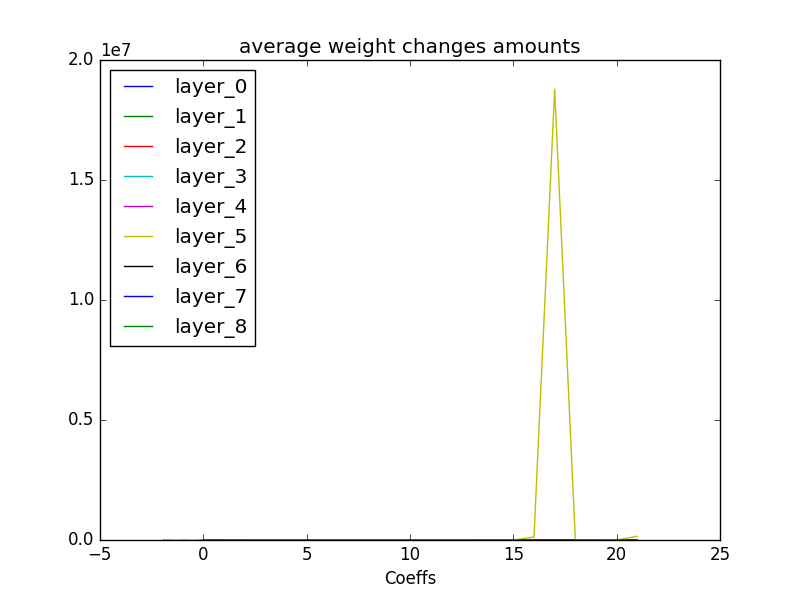 average weight changes amounts
1e7
2.0
1.5
1.0
0.5
0.0
layer_0
layer_1
layer_2
layer_3
layer_4
layer_5
layer_6
layer_7
layer_8
−5 0 5 10 15 20 25
Coeffs